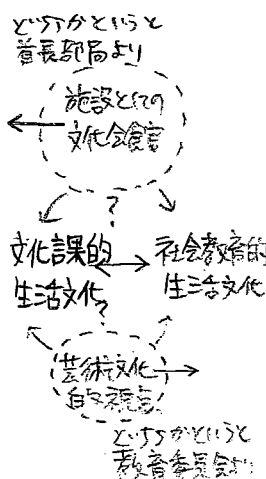 どちらかというと
首長部局より
施設としての
文化会館
?
文化課的
生活文化
社会教育的
生活文化
?
芸術文化
的視点
どちらかというと
教育委員会より